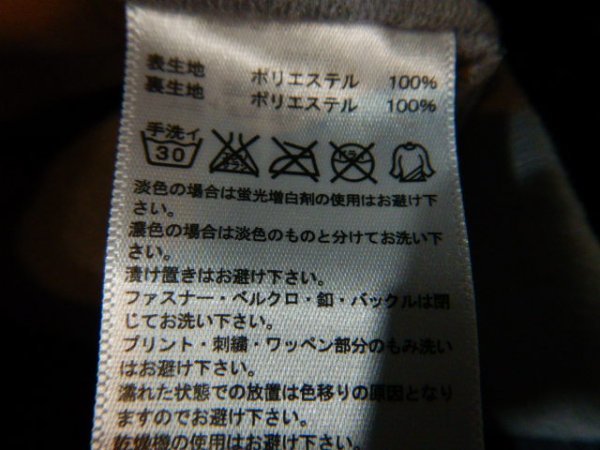 表生地 ポリエステル 100%
裏生地 ポリエステル 100%
手洗イ
30
淡色の場合は蛍光増白剤の使用はお避け下
さい。
濃色の場合は淡色のものと分けてお洗い下
さい。
漬け置きはお避け下さい。
ファスナー・ベルクロ・釦・バックルは閉
じてお洗い下さい。
プリント・刺繍・ワッペン部分のもみ洗い
はお避け下さい。
濡れた状態での放置は色移りの原因となり
ますのでお避け下さい。
乾燥機の使用はお避け下さい。